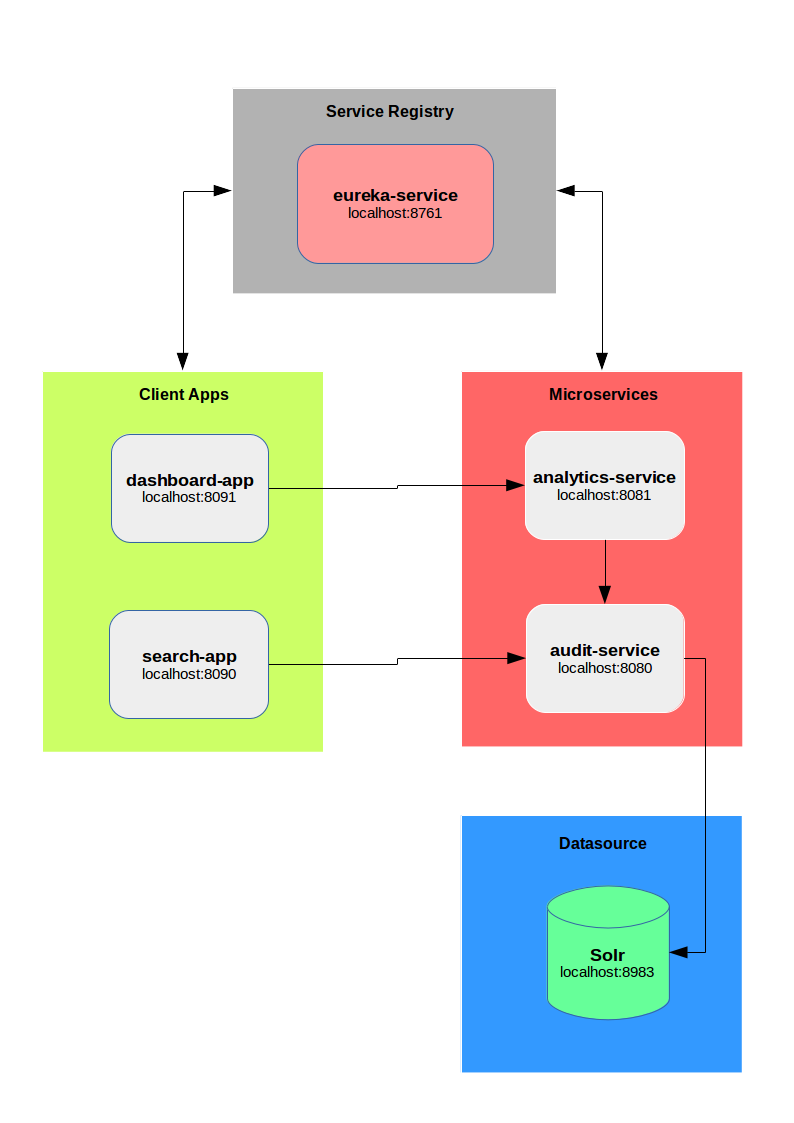 Service Registry
eureka-service
localhost:8761
Client Apps
dashboard-app
localhost:8091
search-app
localhost:8090
Microservices
analytics-service
localhost:8081
audit-service
localhost:8080
Datasource
Solr
localhost:8983